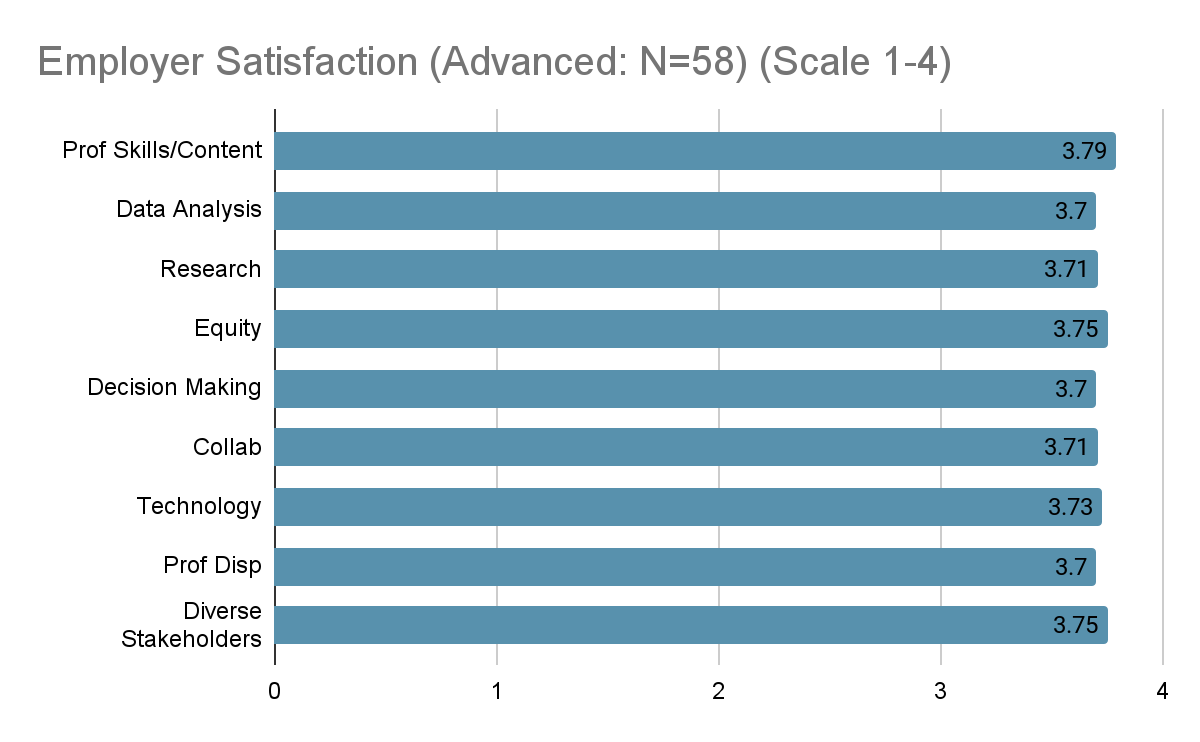 Employer Satisfaction (Advanced: N=58) (Scale 1-4)
Prof Skills/Content 3.79
Data Analysis 3.7
Research 3.71
Equity 3.75
Decision Making 3.7
Collab 3.71
Technology 3.73
Prof Disp 3.7
Diverse
Stakeholders 3.75
0 1 2 3 4